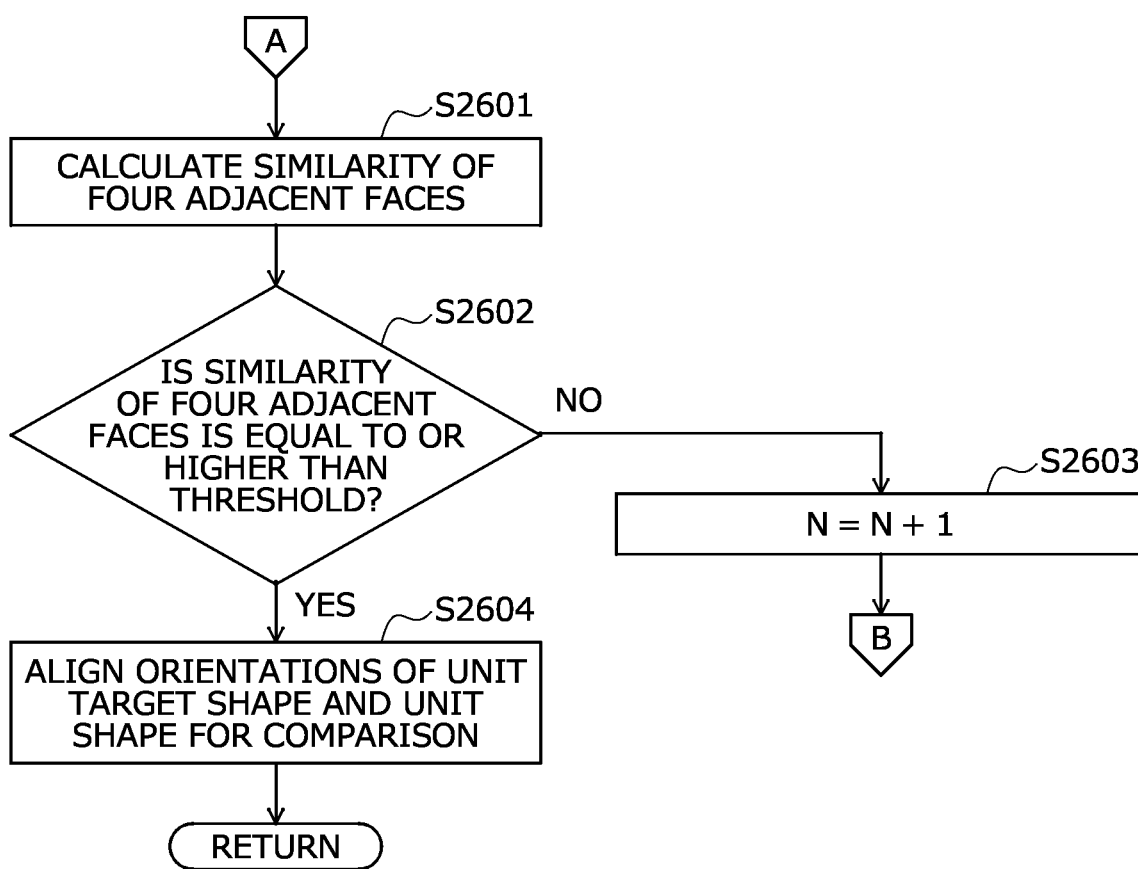 A
S2601
CALCULATE SIMILARITY OF
FOUR ADJACENT FACES
S2602
IS SIMILARITY
OF FOUR ADJACENT
FACES IS EQUAL TO OR
HIGHER THAN
THRESHOLD?
NO
S2603
N = N + 1
B
YES
S2604
ALIGN ORIENTATIONS OF UNIT
TARGET SHAPE AND UNIT
SHAPE FOR COMPARISON
RETURN